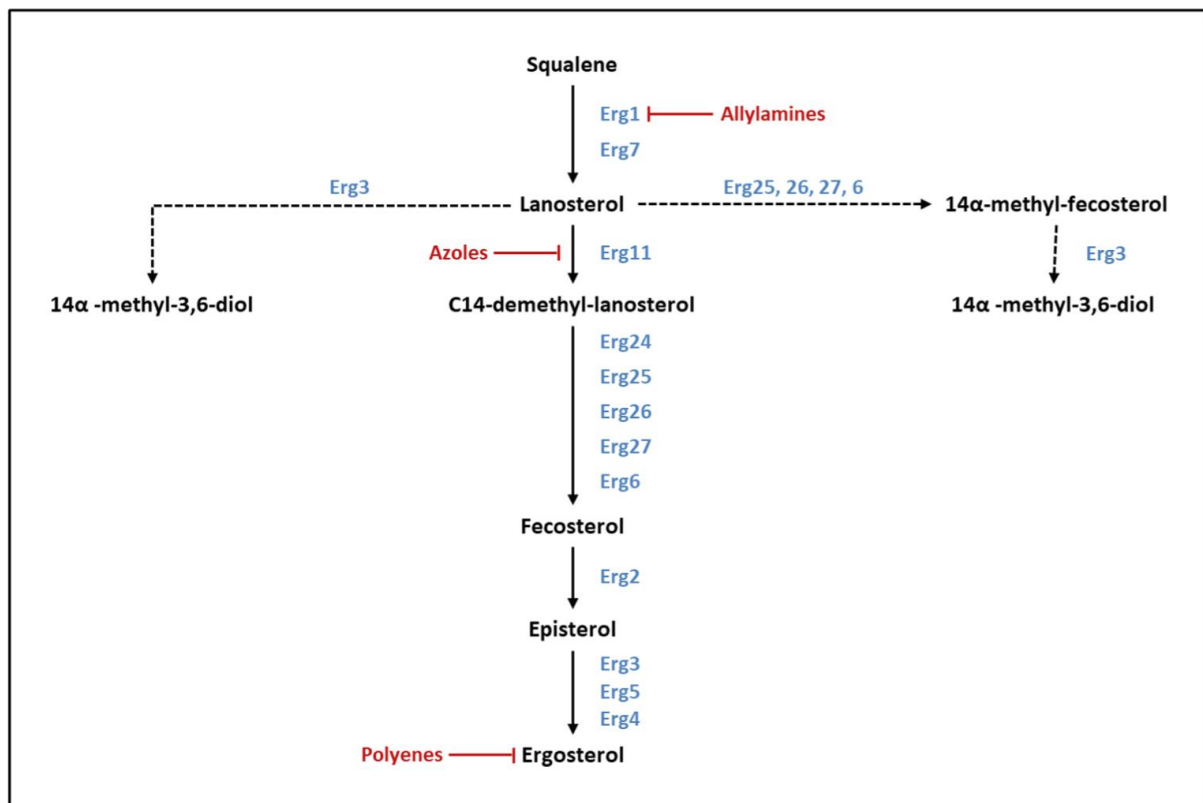 Squalene
Erg1
Allylamines
Erg7
Erg3
Lanosterol
Erg25, 26, 27, 6
14α-methyl-fecosterol
Azoles
Erg11
Erg3
14α -methyl-3,6-diol
C14-demethyl-lanosterol
14α -methyl-3,6-diol
Erg24
Erg25
Erg26
Erg27
Erg6
Fecosterol
Erg2
Episterol
Erg3
Erg5
Erg4
Polyenes
Ergosterol